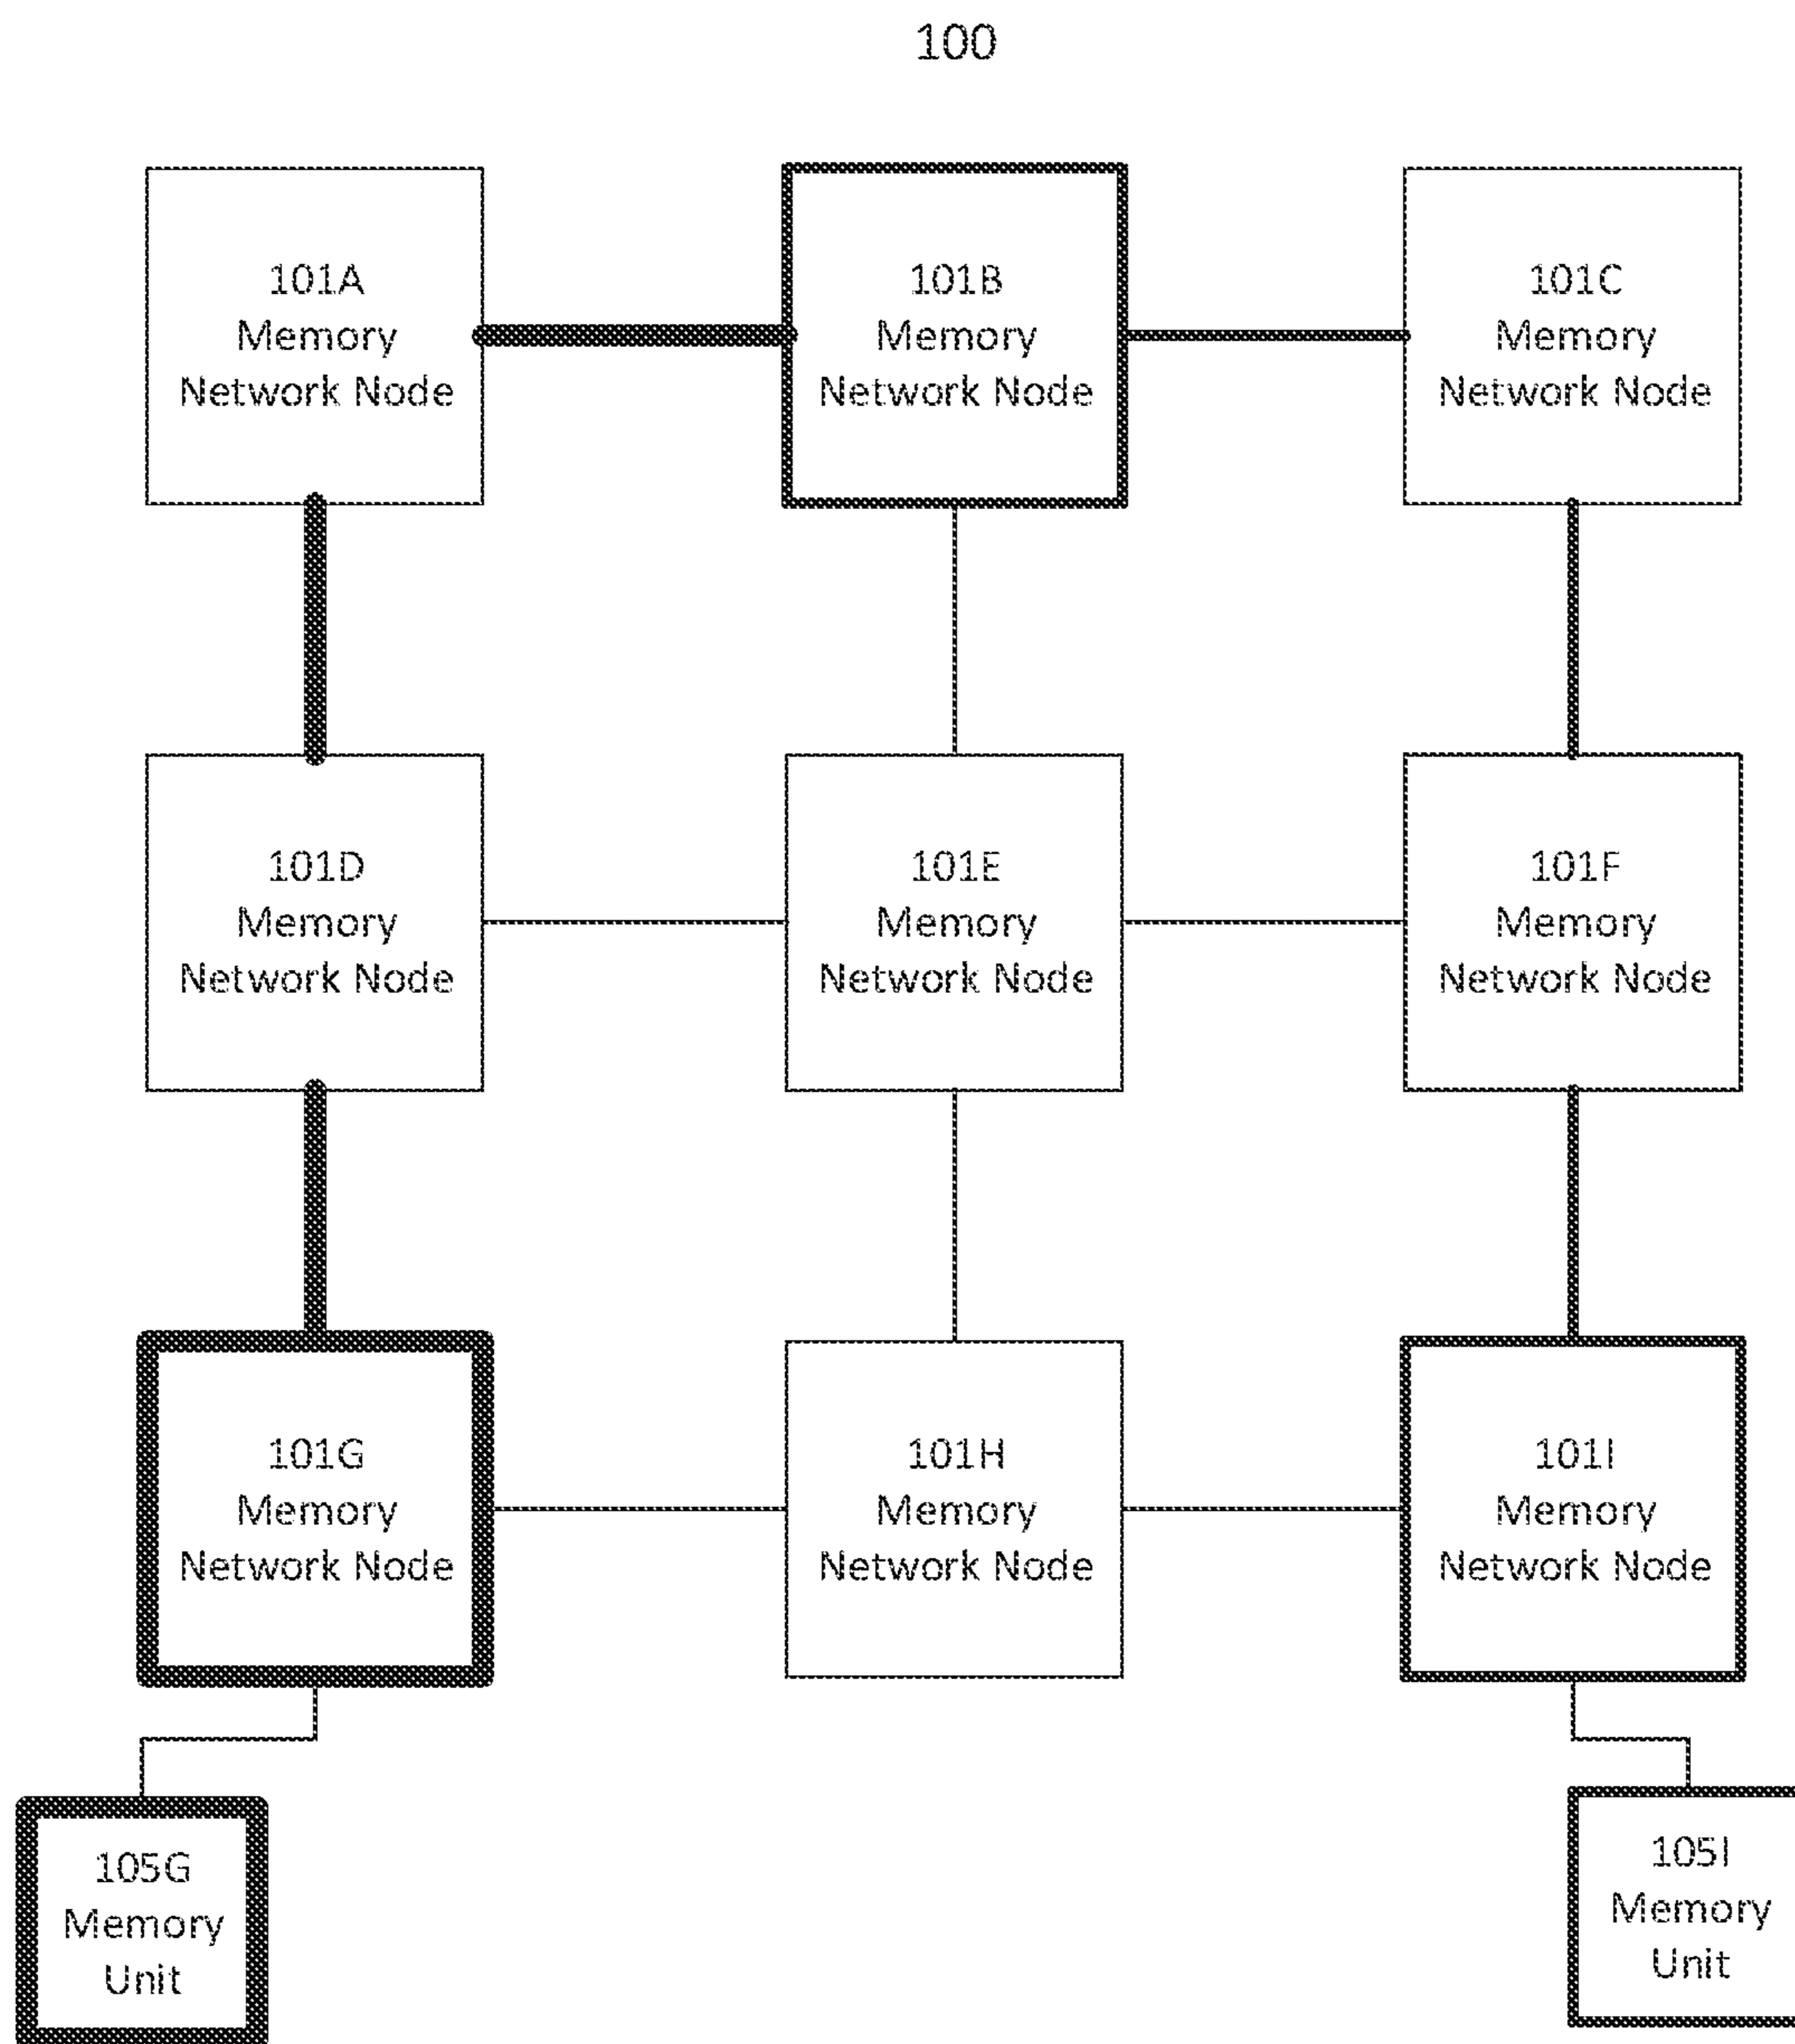 100
101A
Memory
Network Node
101B
Memory
Network Node
101C
Memory
Network Node
101D
Memory
Network Node
101E
Memory
Network Node
101F
Memory
Network Node
101G
Memory
Network Node
101H
Memory
Network Node
101I
Memory
Network Node
105G
Memory
Unit
105I
Memory
Unit